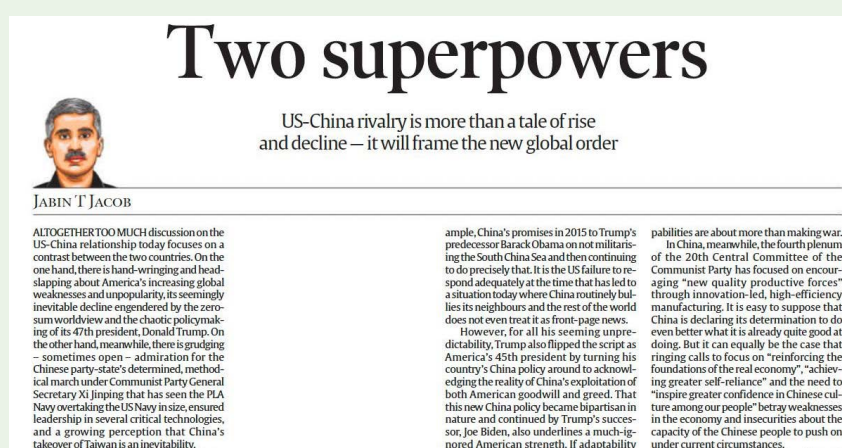 Two superpowers
US-China rivalry is more than a tale of rise
and decline — it will frame the new global order
JABIN T JACOB
ALTOGETHER TOO MUCH discussion on the
US-China relationship today focuses on a
contrast between the two countries. On the
one hand, there is hand-wringing and head-
slapping about America's increasing global
weaknesses and unpopularity, its seemingly
inevitable decline engendered by the zero-
sum worldview and the chaotic policymak-
ing of its 47th president, Donald Trump. On
the other hand, meanwhile, there is grudging
– sometimes open – admiration for the
Chinese party-state's determined, method-
ical march under Communist Party General
Secretary Xi Jinping that has seen the PLA
Navy overtaking the US Navy in size, ensured
leadership in several critical technologies,
and a growing perception that China's
takeover of Taiwan is an inevitability.
ample, China's promises in 2015 to Trump's
predecessor Barack Obama on not militaris-
ing the South China Sea and then continuing
to do precisely that. It is the US failure to re-
spond adequately at the time that has led to
a situation today where China routinely bul-
lies its neighbours and the rest of the world
does not even treat it as front-page news.
However, for all his seeming unpre-
dictability, Trump also flipped the script as
America's 45th president by turning his
country's China policy around to acknowl-
edging the reality of China's exploitation of
both American goodwill and greed. That
this new China policy became bipartisan in
nature and continued by Trump's succes-
sor, Joe Biden, also underlines a much-ig-
nored American strength. If adaptability
pabilities are about more than making war.
In China, meanwhile, the fourth plenum
of the 20th Central Committee of the
Communist Party has focused on encour-
aging "new quality productive forces"
through innovation-led, high-efficiency
manufacturing. It is easy to suppose that
China is declaring its determination to do
even better what it is already quite good at
doing. But it can equally be the case that
ringing calls to focus on "reinforcing the
foundations of the real economy", "achiev-
ing greater self-reliance" and the need to
"inspire greater confidence in Chinese cul-
ture among our people" betray weaknesses
in the economy and insecurities about the
capacity of the Chinese people to push on
under current circumstances.